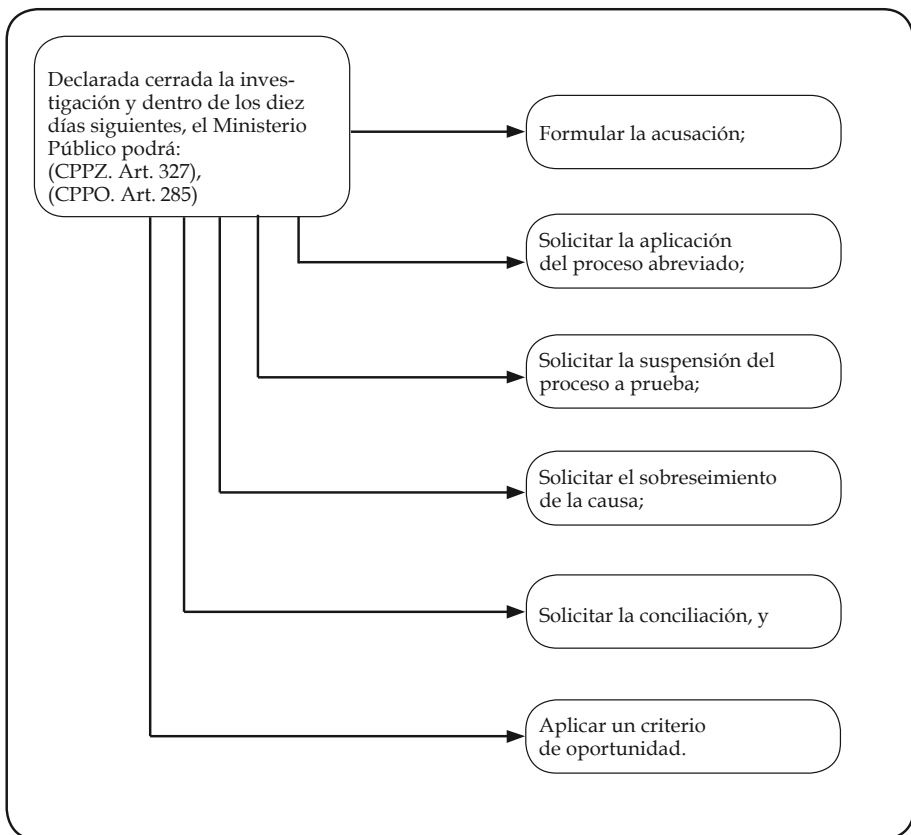 Declarada cerrada la inves-
tigación y dentro de los diez
días siguientes, el Ministerio
Público podrá:
(CPPZ. Art. 327),
(CPPO. Art. 285)
Formular la acusación;
Solicitar la aplicación
del proceso abreviado;
Solicitar la suspensión del
proceso a prueba;
Solicitar el sobreseimiento
de la causa;
Solicitar la conciliación, y
Aplicar un criterio
de oportunidad.